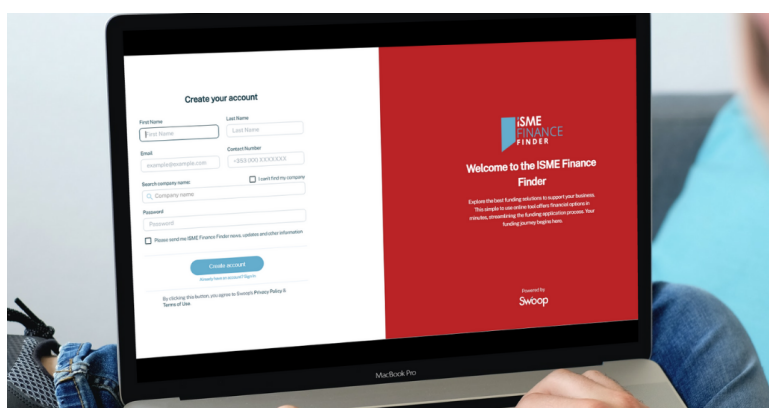 Create your account
First Name
Last Name
First Name
Last Name
Email
Contact Number
example@example.com
+353 (XX) XXXXXXX
Search company name:
I can't find my company
Company name
Password
Password
Please send me ISME Finance Finder news, updates and other information
Create account
Already have an account? Sign in
By clicking this button, you agree to Swoop's Privacy Policy &
Terms of Use
iSME
FINANCE
FINDER
Welcome to the ISME Finance
Finder
Explore the best funding solutions to support your business.
This simple to use online tool offers financial options in
minutes, streamlining the funding application process. Your
funding journey begins here.
Powered by
Swoop
MacBook Pro